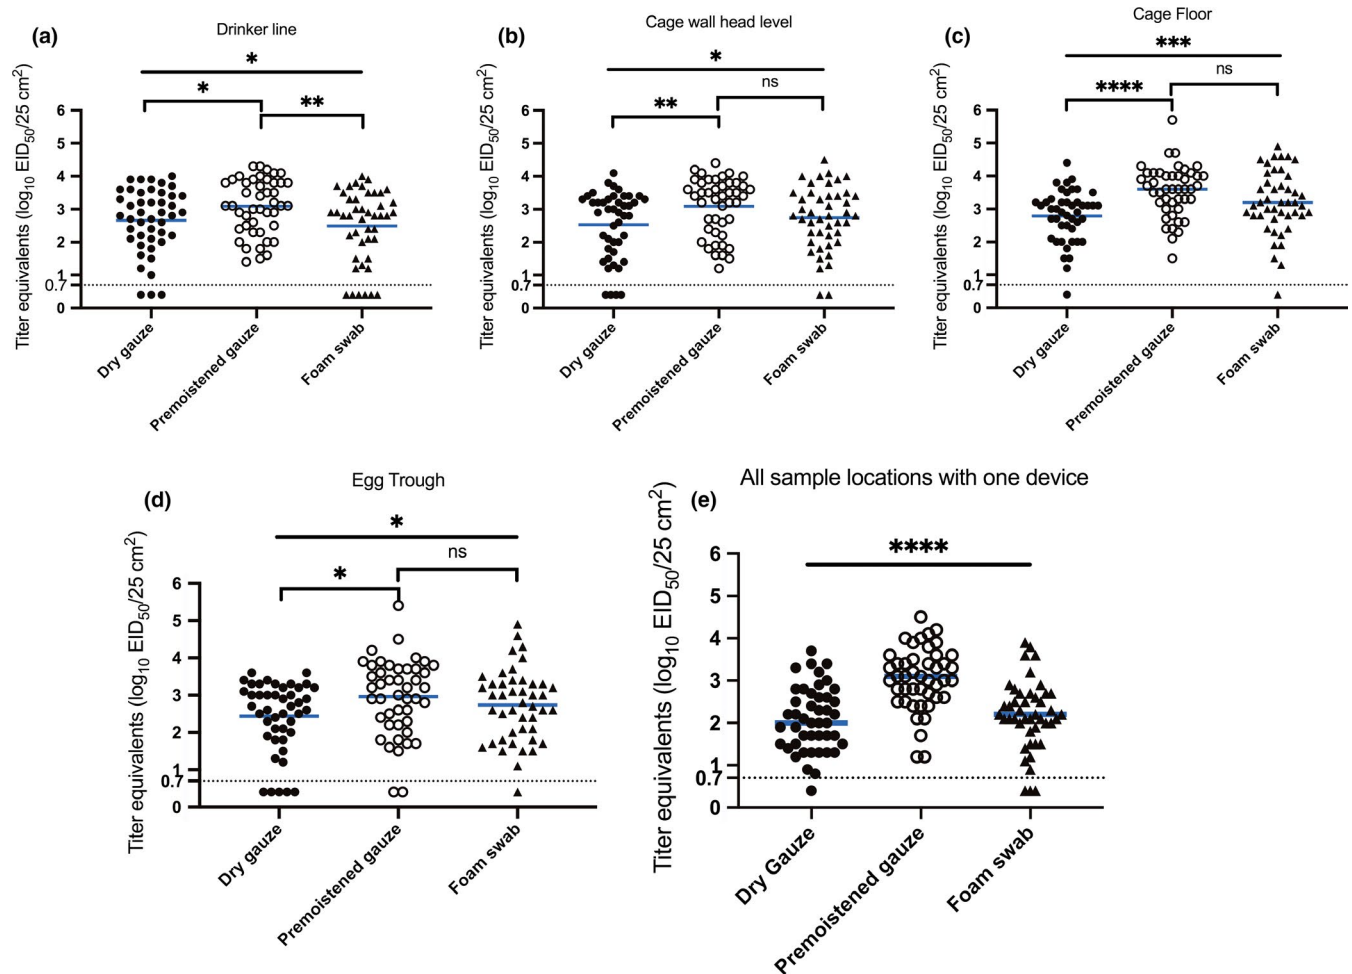 (a)
Drinker line
*
*
**
Titer equivalents (log10 EID50/25 cm2)
6
5
4
3
2
1
0.7
0
Dry gauze
Premoistened gauze
Foam swab
(b)
Cage wall head level
*
**
ns
Titer equivalents (log10 EID50/25 cm2)
6
5
4
3
2
1
0.7
0
Dry gauze
Premoistened gauze
Foam swab
(c)
Cage Floor
***
****
ns
Titer equivalents (log10 EID50/25 cm2)
6
5
4
3
2
1
0.7
0
Dry gauze
Premoistened gauze
Foam swab
(d)
Egg Trough
*
*
ns
Titer equivalents (log10 EID50/25 cm2)
6
5
4
3
2
1
0.7
0
Dry gauze
Premoistened gauze
Foam swab
(e)
All sample locations with one device
****
Titer equivalents (log10 EID50/25 cm2)
6
5
4
3
2
1
0.7
0
Dry Gauze
Premoistened gauze
Foam swab